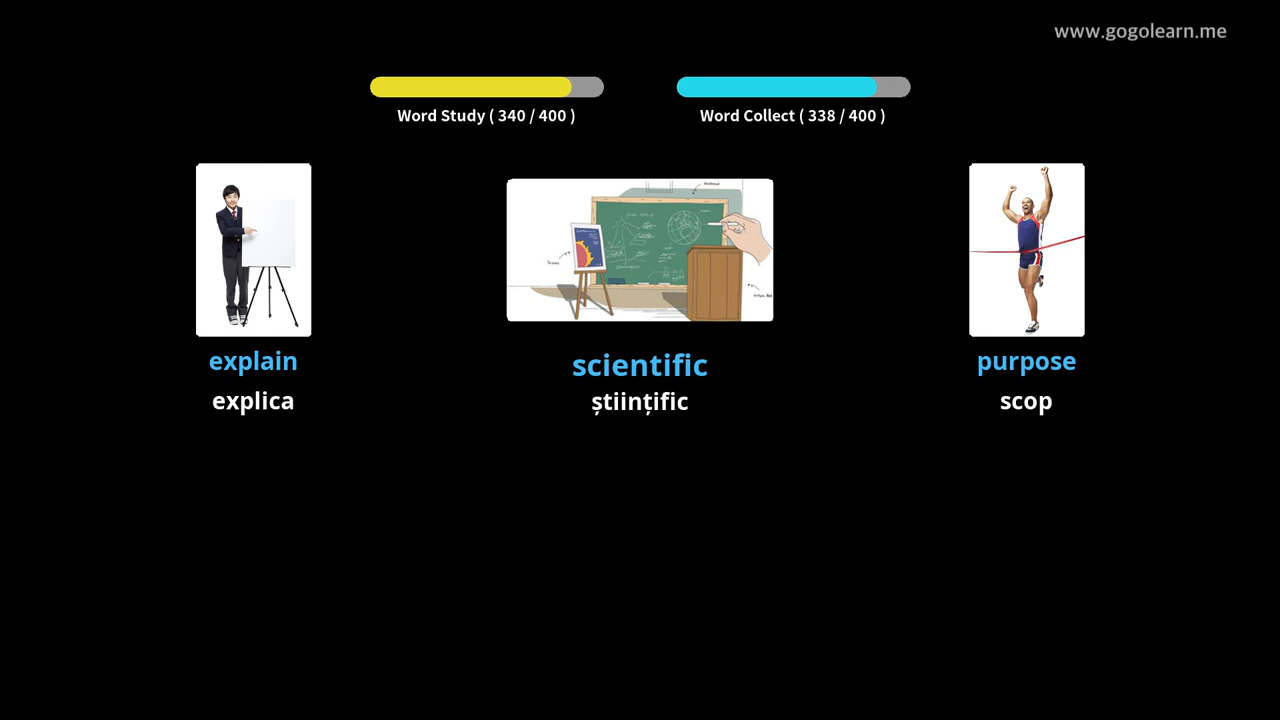 www.gogolearn.me
Word Study ( 340 / 400 )
Word Collect ( 338 / 400 )
explain
explica
scientific
științific
purpose
scop